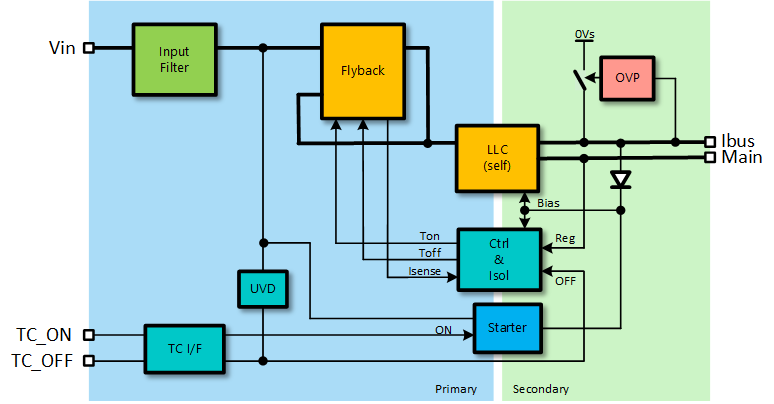 0Vs
Vin
Input
Filter
Flyback
OVP
LLC
(self)
Ibus
Main
Bias
Ton
Toff
Isense
Ctrl
&
Isol
Reg
OFF
UVD
TC_ON
TC_OFF
TC I/F
ON
Starter
Primary
Secondary